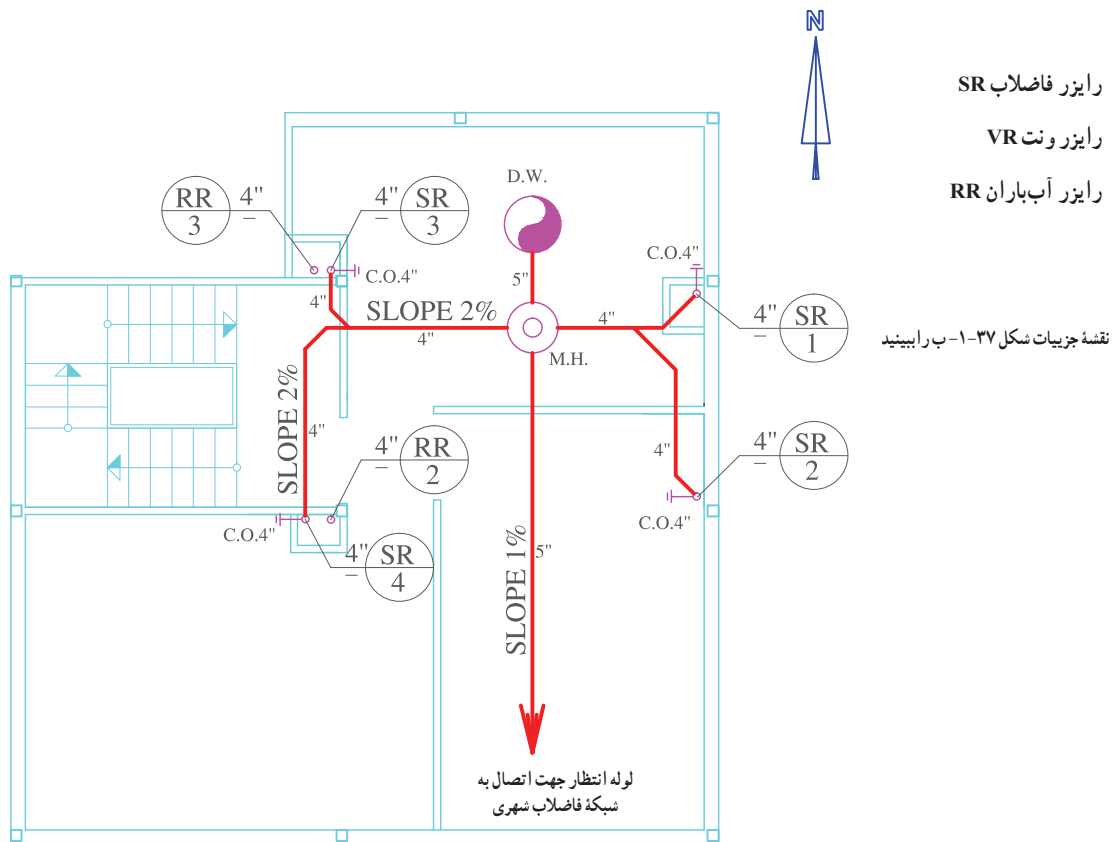 N
رایزر فاضلاب SR
رایزر ونت VR
رایزر آب‌باران RR
D.W.
RR
3
4"
–
4"
–
SR
3
C.O.4"
C.O.4"
5"
4"
SLOPE 2%
4"
4"
M.H.
4"
–
SR
1
نقشهٔ جزییات شکل ۳۷-۱- ب را ببینید
SLOPE 2%
4"
4"
–
RR
2
4"
4"
–
SR
2
C.O.4"
C.O.4"
4"
–
SR
4
SLOPE 1%
5"
لوله انتظار جهت اتصال به
شبکهٔ فاضلاب شهری